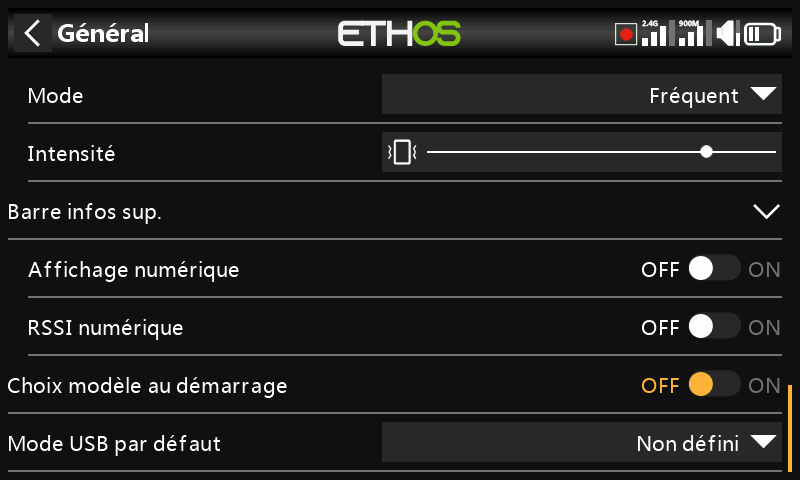 Général
ETHOS
2.4G
900M
Mode
Fréquent
Intensité
Barre infos sup.
Affichage numérique
OFF ON
RSSI numérique
OFF ON
Choix modèle au démarrage
OFF ON
Mode USB par défaut
Non défini